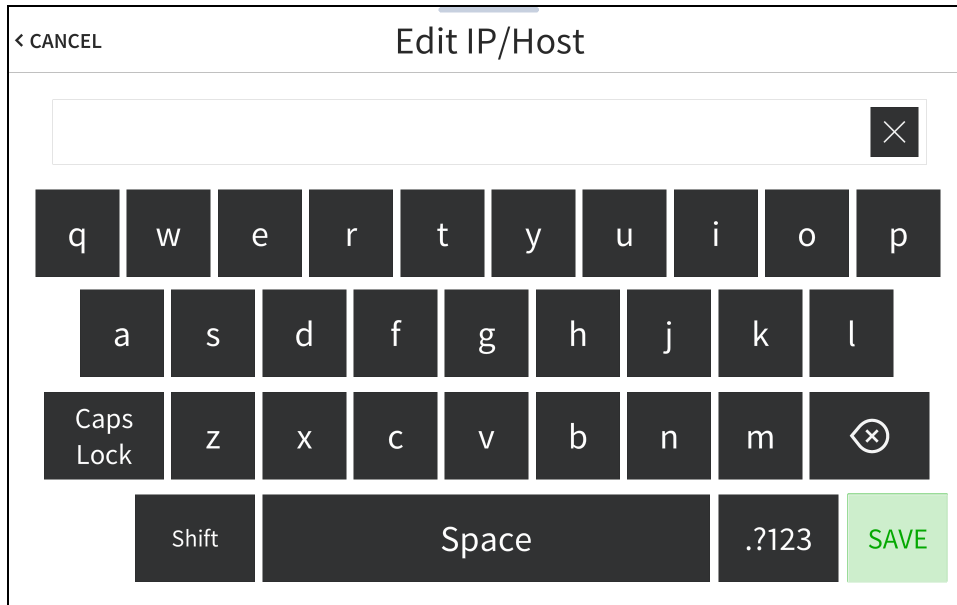 < CANCEL
Edit IP/Host
q w e r t y u i o p
a s d f g h j k l
Caps
Lock
z x c v b n m
Shift
Space
.?123
SAVE